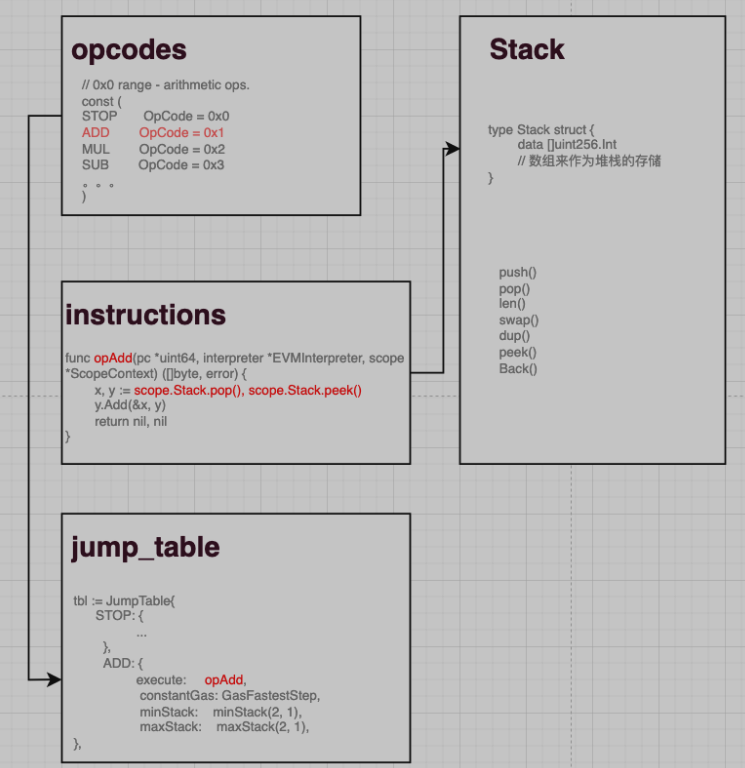 opcodes
// 0x0 range - arithmetic ops.
const (
STOP OpCode = 0x0
ADD OpCode = 0x1
MUL OpCode = 0x2
SUB OpCode = 0x3
。。。
)
instructions
func opAdd(pc *uint64, interpreter *EVMInterpreter, scope
*ScopeContext) ([]byte, error) {
x, y := scope.Stack.pop(), scope.Stack.peek()
y.Add(&x, y)
return nil, nil
}
jump_table
tbl := JumpTable{
STOP: {
...
},
ADD: {
execute: opAdd,
constantGas: GasFastestStep,
minStack: minStack(2, 1),
maxStack: maxStack(2, 1),
},
Stack
type Stack struct {
data []uint256.Int
// 数组来作为堆栈的存储
}
push()
pop()
len()
swap()
dup()
peek()
Back()